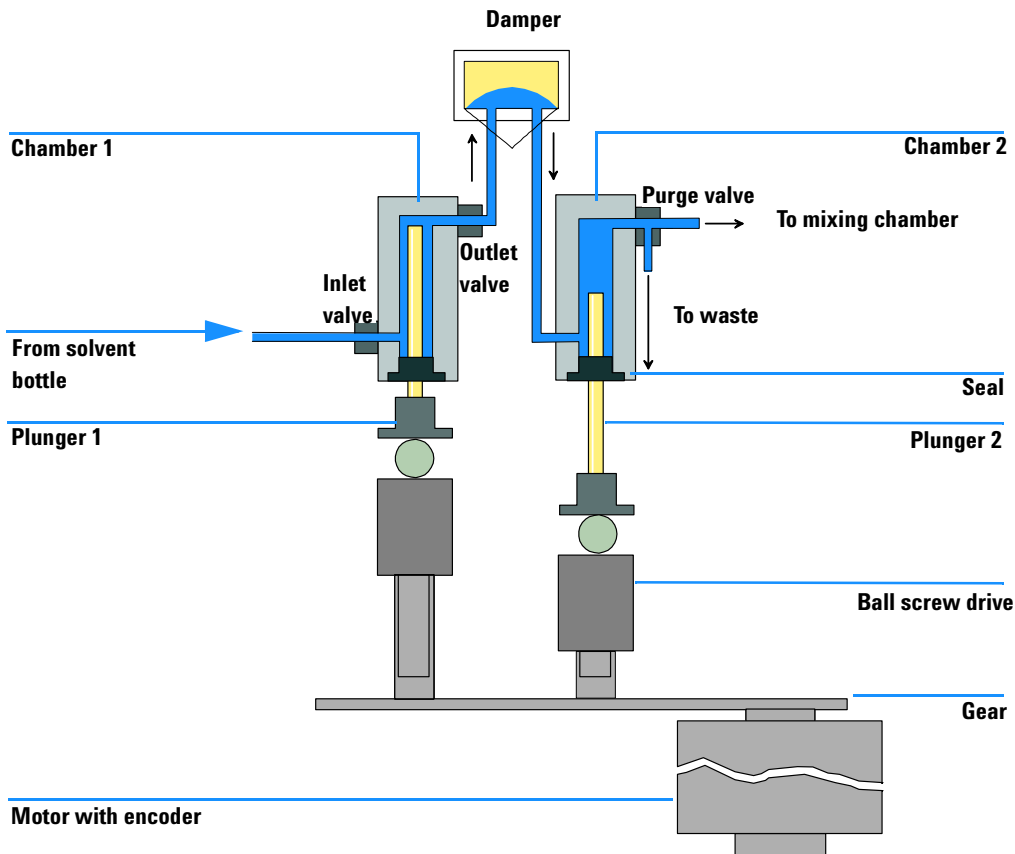 Damper
Chamber 1
Chamber 2
Purge valve
To mixing chamber
Outlet
valve
Inlet
valve
To waste
From solvent
bottle
Seal
Plunger 1
Plunger 2
Ball screw drive
Gear
Motor with encoder